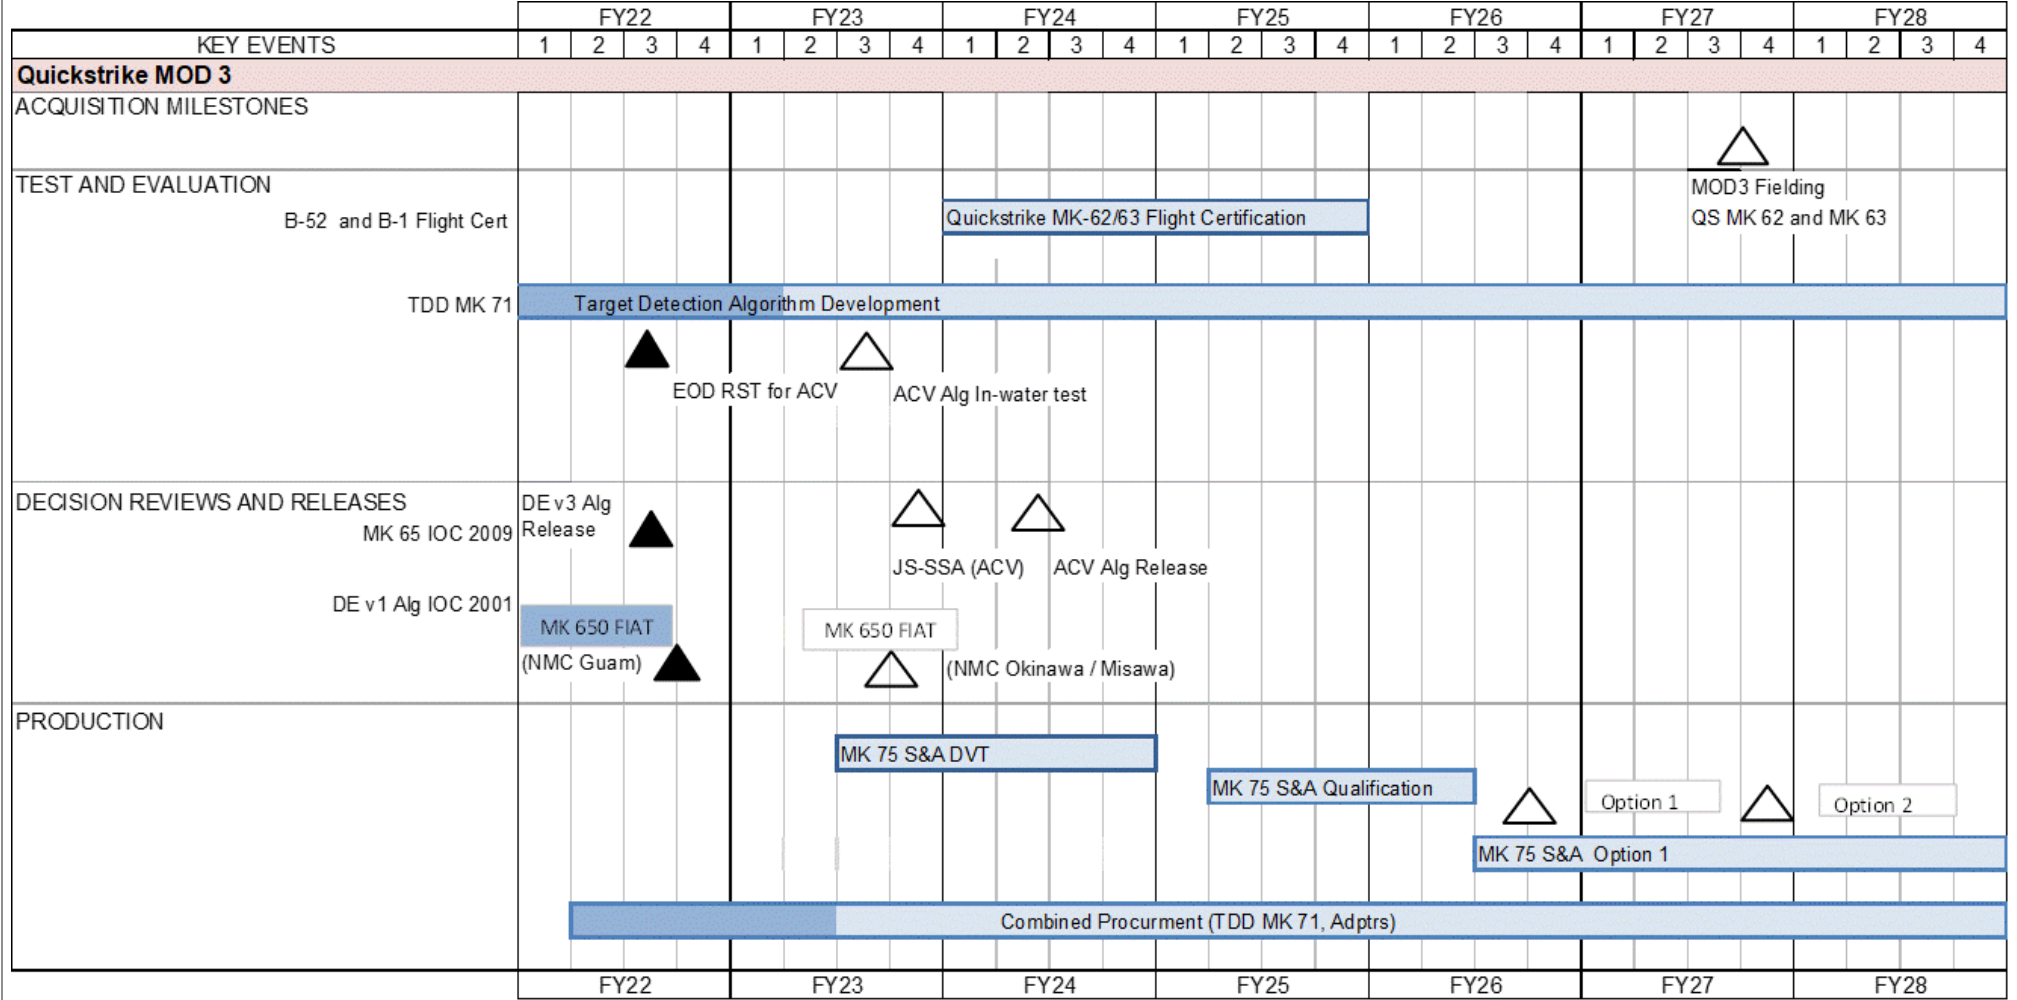 FY22 FY23 FY24 FY25 FY26 FY27 FY28
KEY EVENTS 1 2 3 4 1 2 3 4 1 2 3 4 1 2 3 4 1 2 3 4 1 2 3 4 1 2 3 4
Quickstrike MOD 3
ACQUISITION MILESTONES
MOD3 Fielding
QS MK 62 and MK 63
TEST AND EVALUATION
B-52 and B-1 Flight Cert
Quickstrike MK-62/63 Flight Certification
TDD MK 71
Target Detection Algorithm Development
EOD RST for ACV
ACV Alg In-water test
DECISION REVIEWS AND RELEASES
MK 65 IOC 2009
DE v3 Alg
Release
JS-SSA (ACV)
ACV Alg Release
DE v1 Alg IOC 2001
MK 650 FIAT
(NMC Guam)
MK 650 FIAT
(NMC Okinawa / Misawa)
PRODUCTION
MK 75 S&A DVT
MK 75 S&A Qualification
Option 1
Option 2
MK 75 S&A Option 1
Combined Procurment (TDD MK 71, Adptrs)
FY22 FY23 FY24 FY25 FY26 FY27 FY28